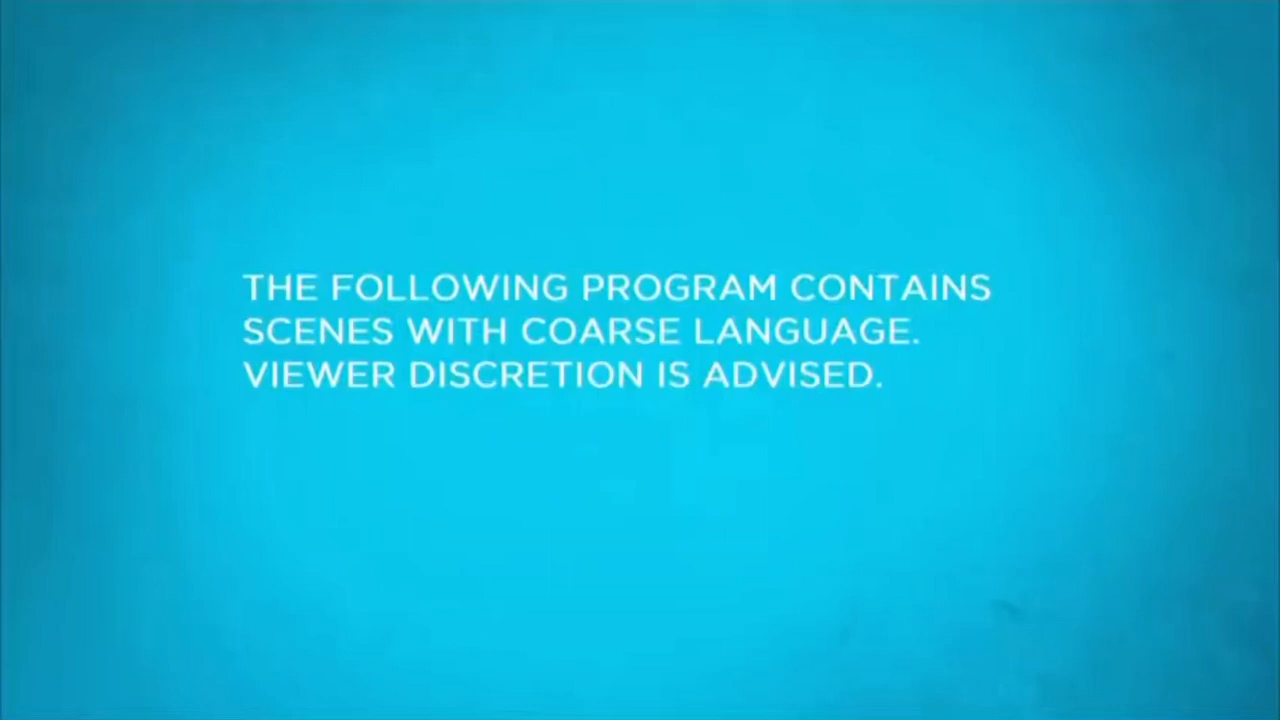 THE FOLLOWING PROGRAM CONTAINS
SCENES WITH COARSE LANGUAGE.
VIEWER DISCRETION IS ADVISED.